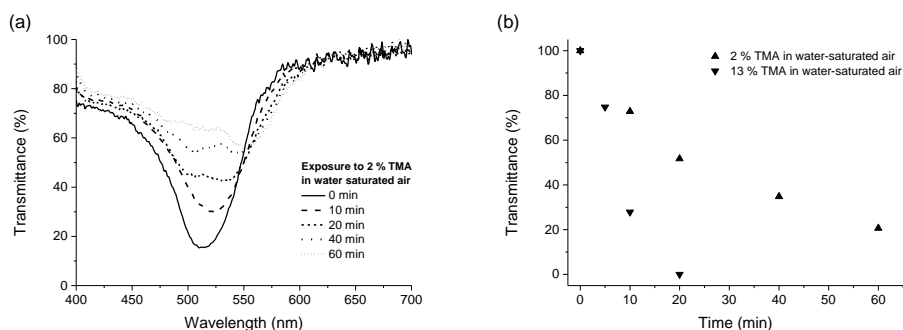 (a)
100
80
60
40
20
0
Transmittance (%)
400
450
500
550
600
650
700
Wavelength (nm)
Exposure to 2 % TMA
in water saturated air
0 min
10 min
20 min
40 min
60 min
(b)
100
80
60
40
20
0
Transmittance (%)
0
10
20
30
40
50
60
Time (min)
2 % TMA in water-saturated air
13 % TMA in water-saturated air